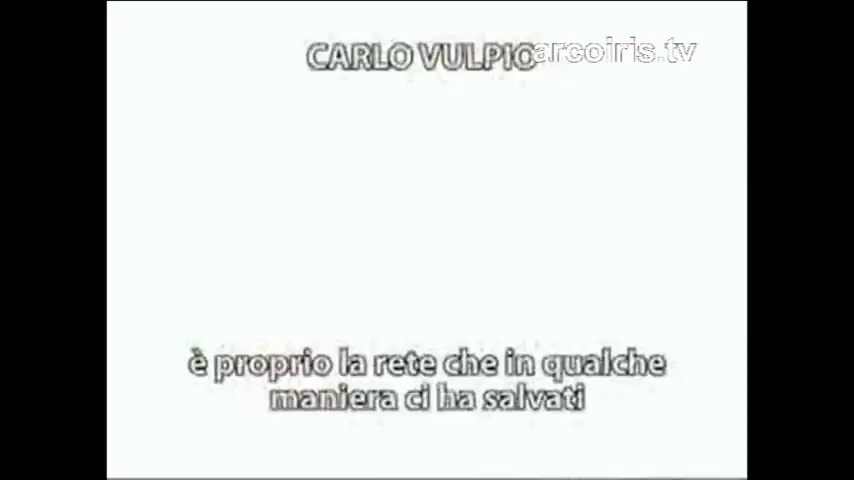 CARLO VULPIO
arcoiris.tv
è proprio la rete che in qualche
maniera ci ha salvati